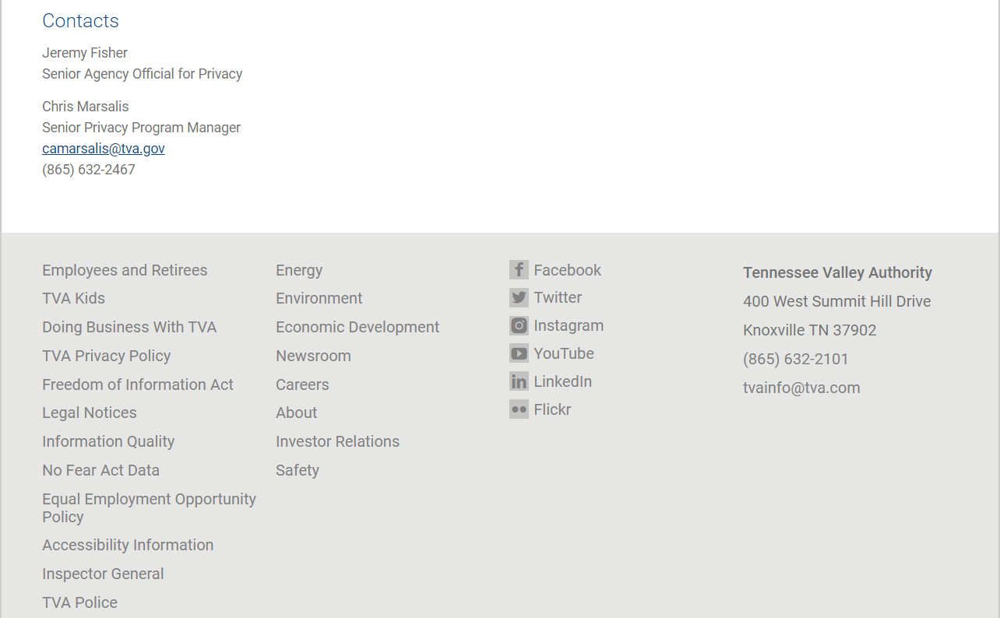 Contacts
Jeremy Fisher
Senior Agency Official for Privacy
Chris Marsalis
Senior Privacy Program Manager
camarsalis@tva.gov
(865) 632-2467
Employees and Retirees
TVA Kids
Doing Business With TVA
TVA Privacy Policy
Freedom of Information Act
Legal Notices
Information Quality
No Fear Act Data
Equal Employment Opportunity
Policy
Accessibility Information
Inspector General
TVA Police
Energy
Environment
Economic Development
Newsroom
Careers
About
Investor Relations
Safety
Facebook
Twitter
Instagram
YouTube
LinkedIn
Flickr
Tennessee Valley Authority
400 West Summit Hill Drive
Knoxville TN 37902
(865) 632-2101
tvainfo@tva.com